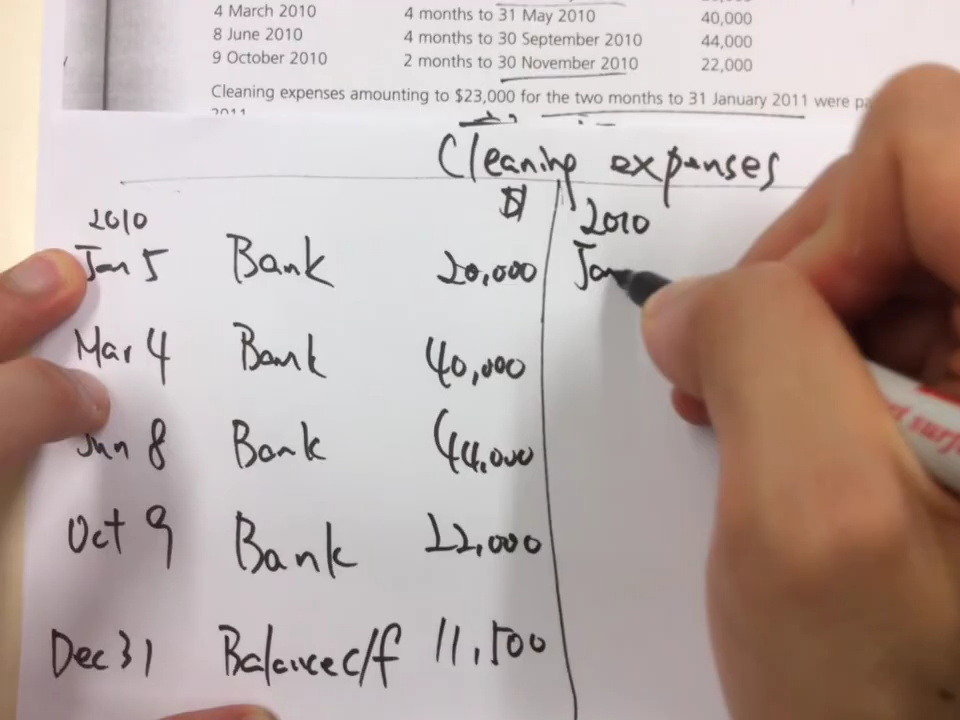 4 March 2010 4 months to 31 May 2010 40,000
8 June 2010 4 months to 30 September 2010 44,000
9 October 2010 2 months to 30 November 2010 22,000
Cleaning expenses amounting to $23,000 for the two months to 31 January 2011 were
2011
Cleaning expenses
2010 $ 2010
Jan 5 Bank 20,000 Jan
Mar 4 Bank 40,000
Jun 8 Bank 44,000
Oct 9 Bank 22,000
Dec 31 Balance c/f 11,500